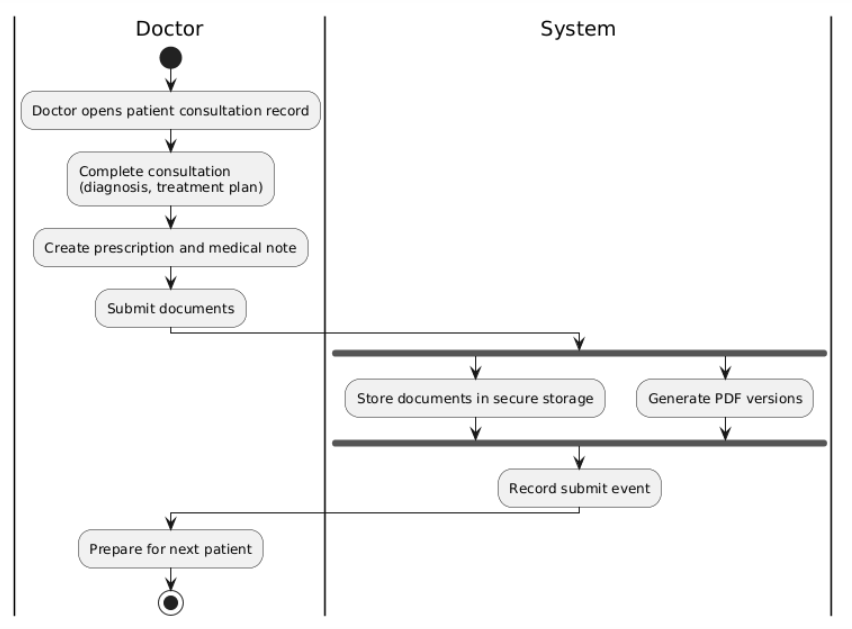 Doctor
System
Doctor opens patient consultation record
Complete consultation
(diagnosis, treatment plan)
Create prescription and medical note
Submit documents
Store documents in secure storage
Generate PDF versions
Record submit event
Prepare for next patient